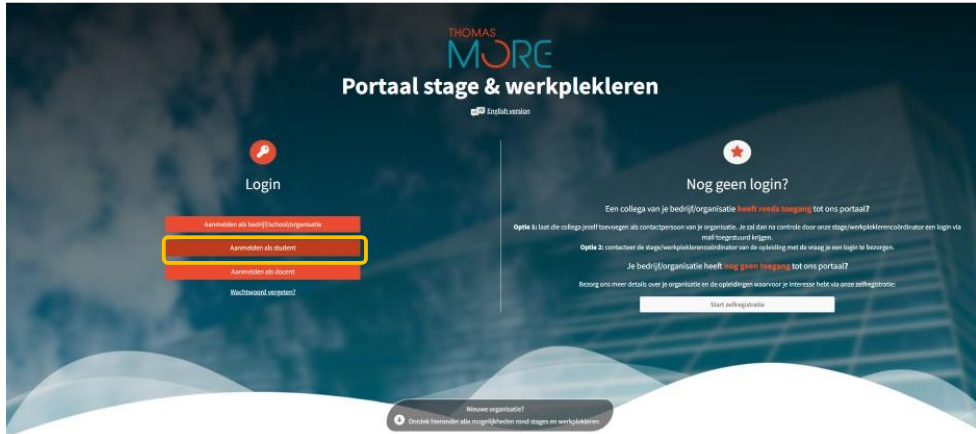 THOMAS
MORE
Portaal stage & werkplekleren
English version
Login
Aanmelden als bedrijf/school/organisatie
Aanmelden als student
Aanmelden als docent
Wachtwoord vergeten?
Nog geen login?
Een collega van je bedrijf/organisatie heeft reeds toegang tot ons portaal?
Optie 1: laat die collega jezelf toevoegen als contactpersoon van je organisatie. Je zal dan na controle door onze stage/werkpleklerencoördinator een login via
mail toegestuurd krijgen.
Optie 2: contacteer de stage/werkpleklerencoördinator van de opleiding met de vraag je een login te bezorgen.
Je bedrijf/organisatie heeft nog geen toegang tot ons portaal?
Bezorg ons meer details over je organisatie en de opleidingen waarvoor je interesse hebt via onze zelfregistratie:
Start zelfregistratie
Nieuwe organisatie?
Ontdek hieronder alle mogelijkheden rond stages en werkplekleren